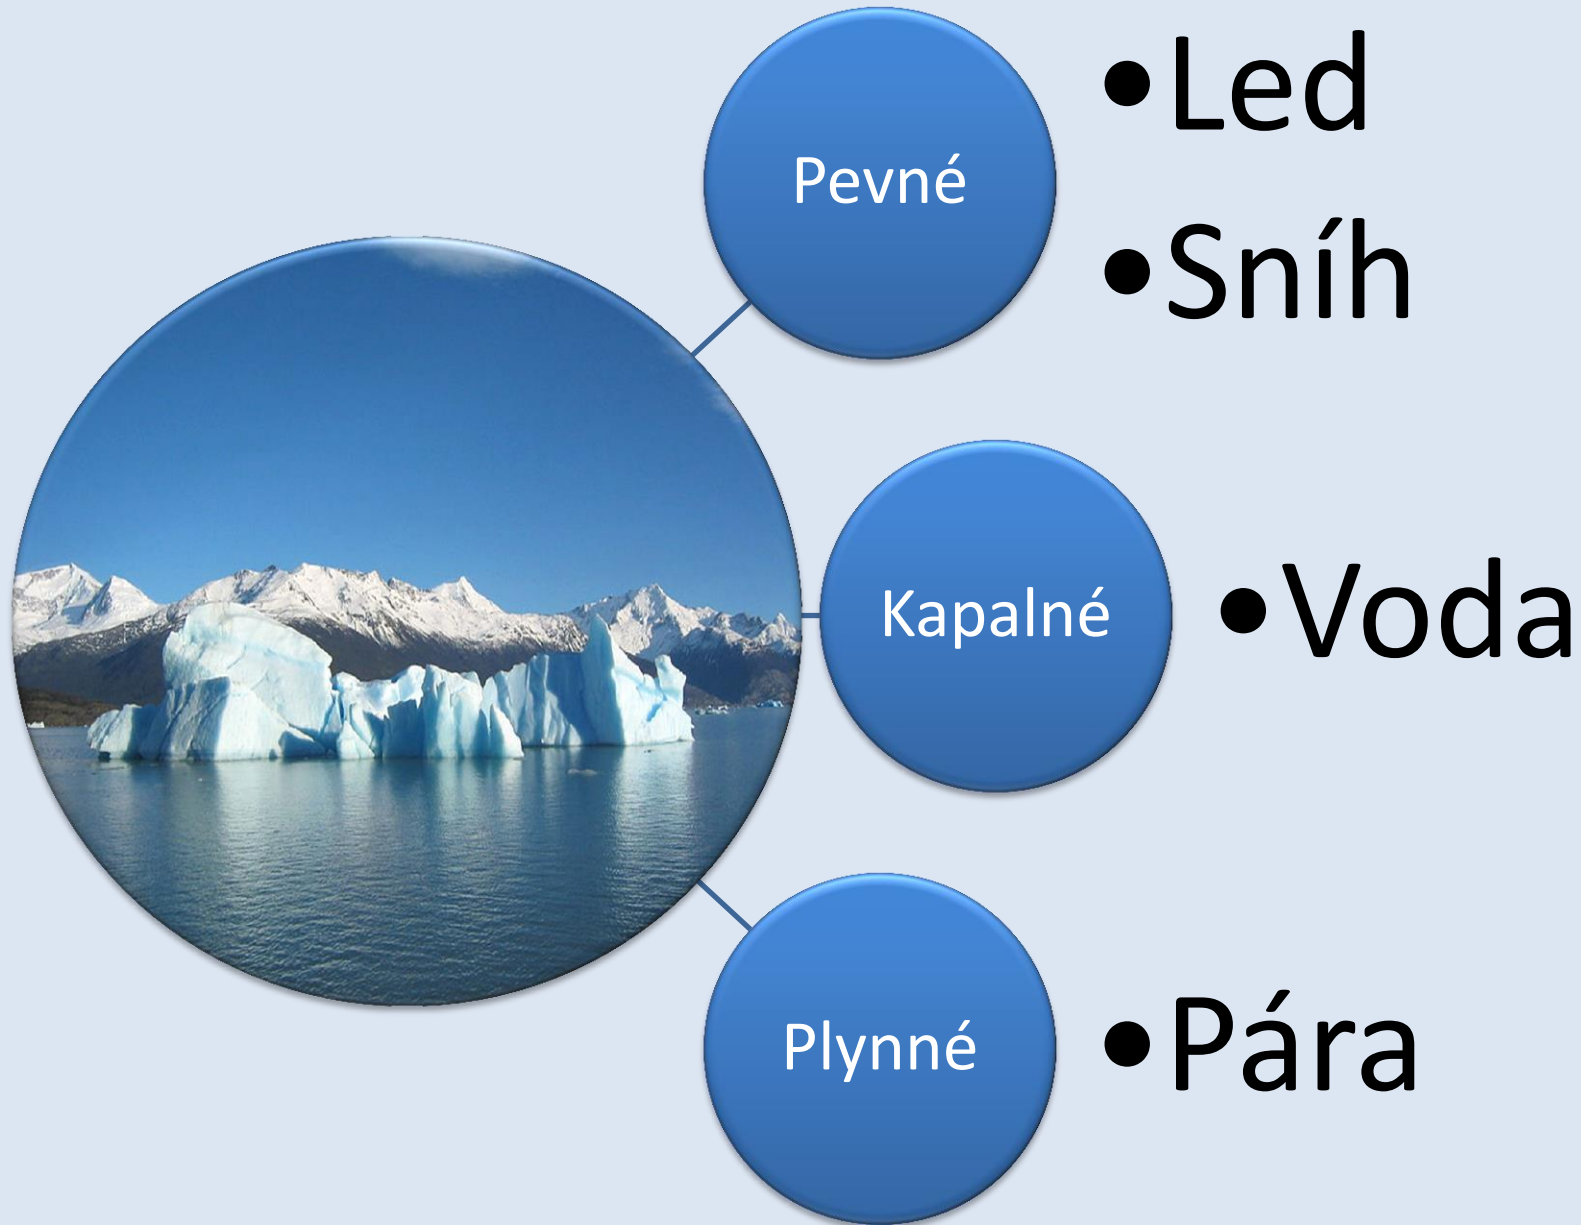 Pevné
•Led
•Sníh
Kapalné
•Voda
Plynné
•Pára